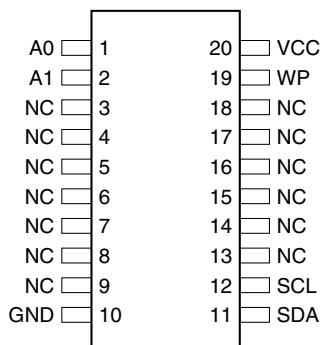 A0 1 20 VCC
A1 2 19 WP
NC 3 18 NC
NC 4 17 NC
NC 5 16 NC
NC 6 15 NC
NC 7 14 NC
NC 8 13 NC
NC 9 12 SCL
GND 10 11 SDA